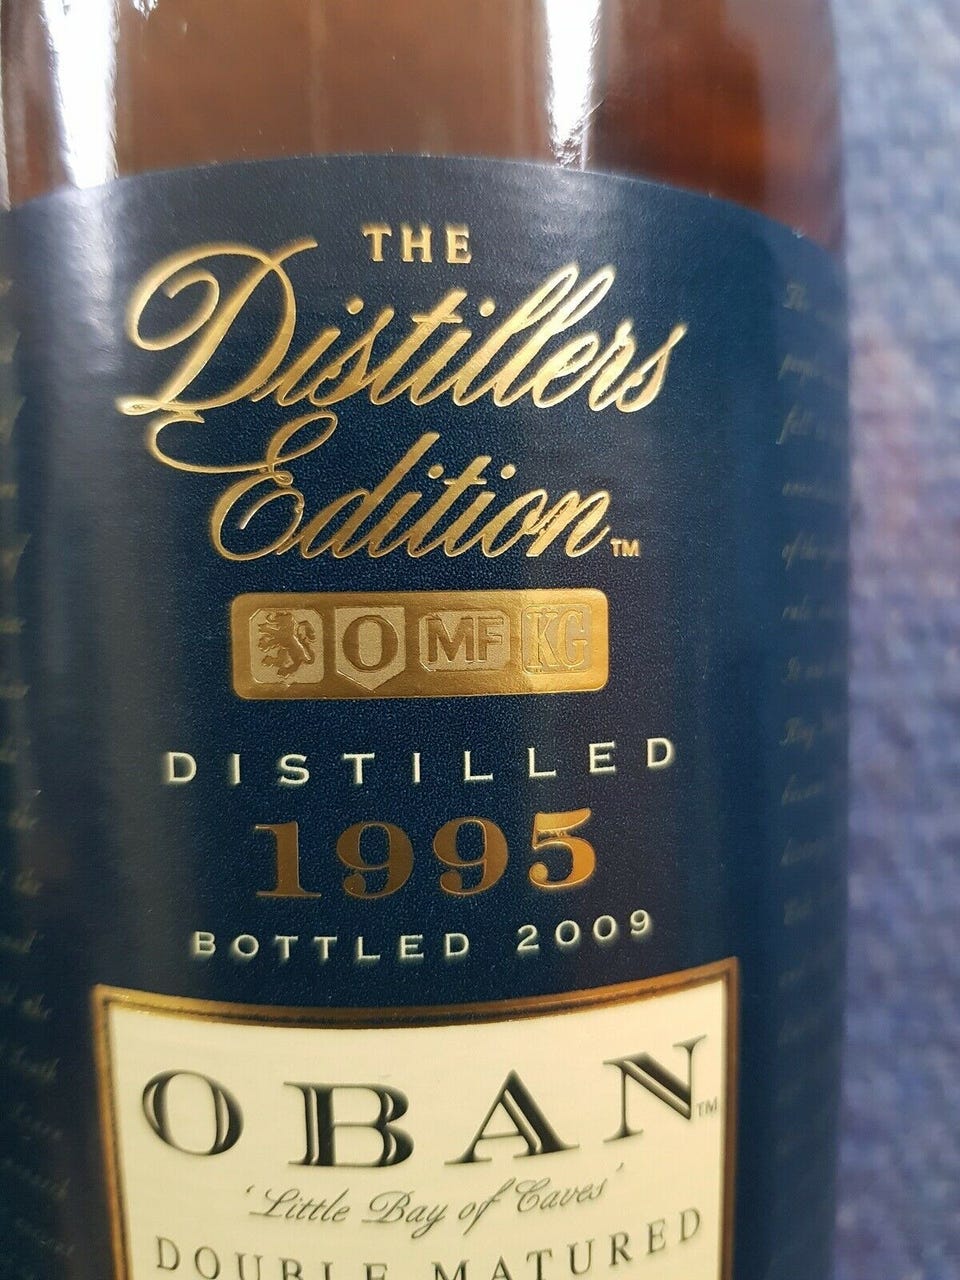 THE
Distillers
Edition™
O MF KG
DISTILLED
1995
BOTTLED 2009
OBAN™
'Little Bay of Caves'
DOUBLE MATURED